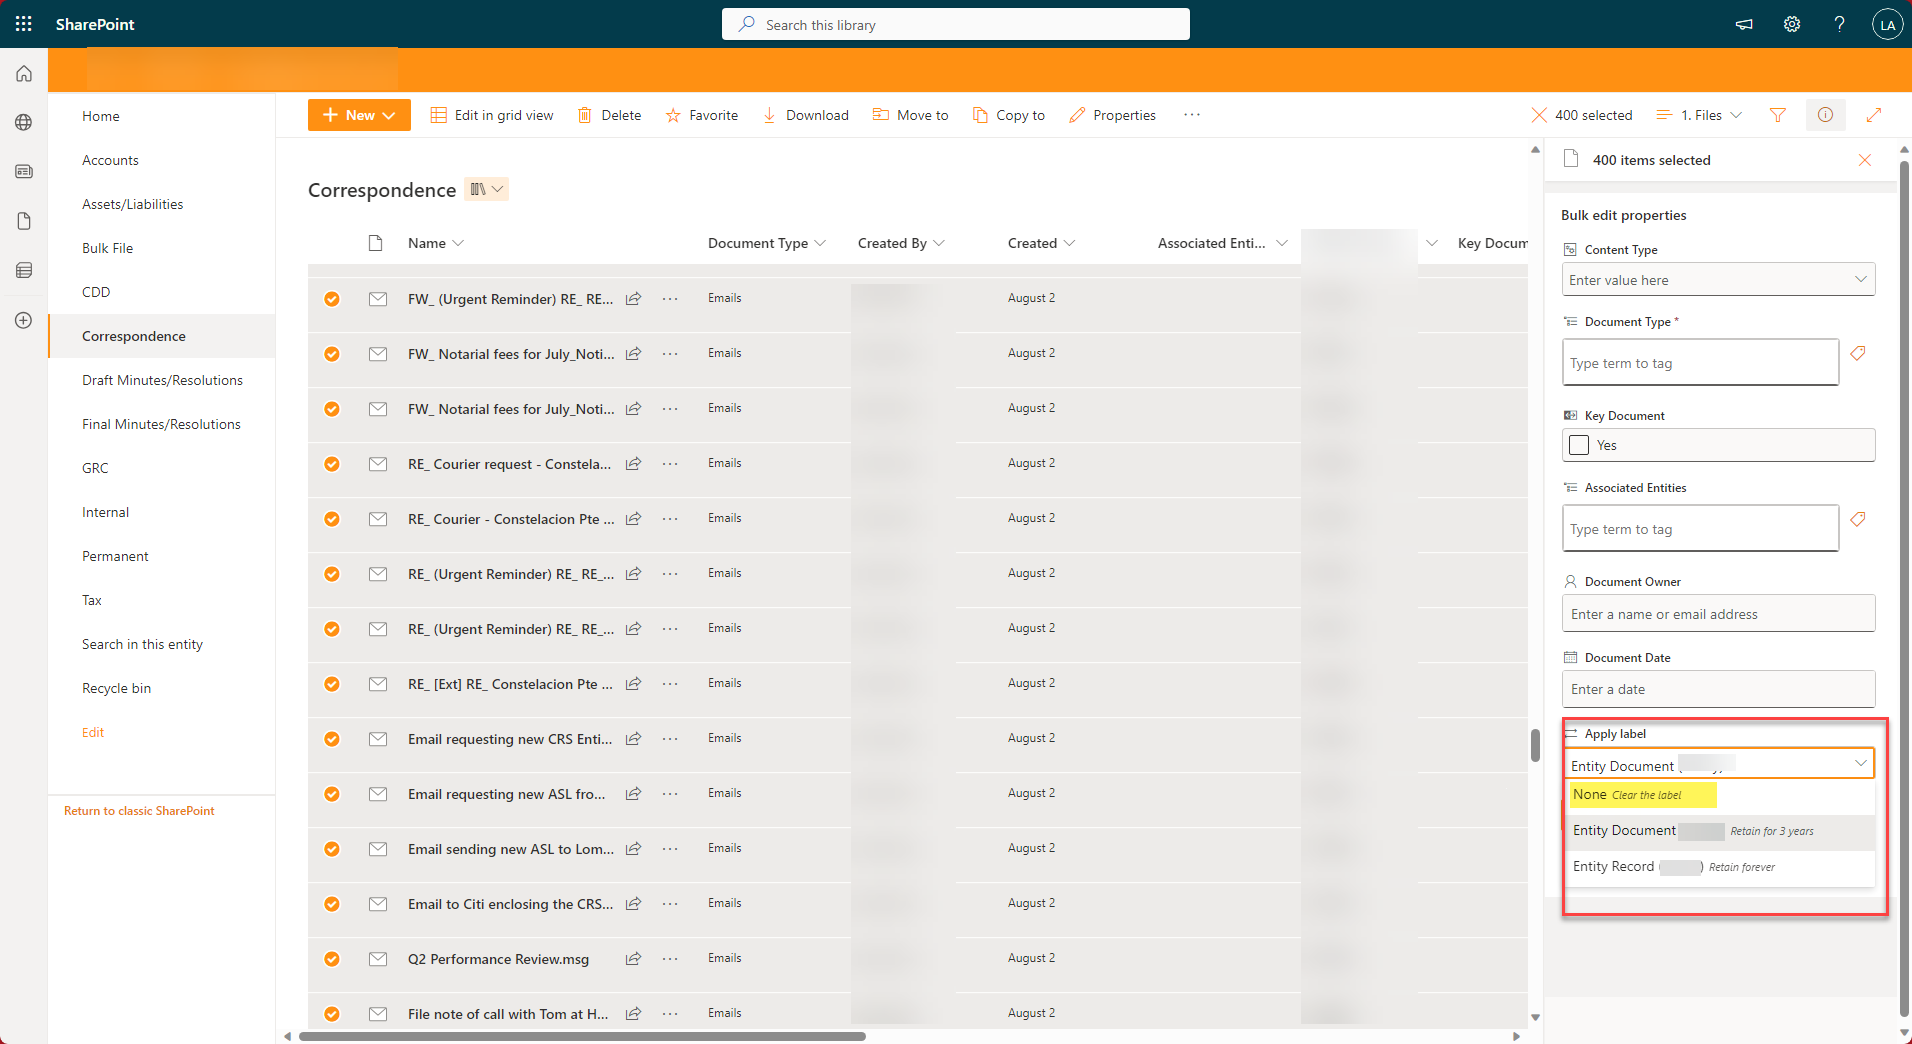 SharePoint
Search this library
LA
Home
Accounts
Assets/Liabilities
Bulk File
CDD
Correspondence
Draft Minutes/Resolutions
Final Minutes/Resolutions
GRC
Internal
Permanent
Tax
Search in this entity
Recycle bin
Edit
Return to classic SharePoint
New
Edit in grid view
Delete
Favorite
Download
Move to
Copy to
Properties
···
400 selected
1. Files
Correspondence
Name
Document Type
Created By
Created
Associated Enti...
Key Docum
FW_ (Urgent Reminder) RE_ RE... ··· Emails August 2
FW_ Notarial fees for July_Noti... ··· Emails August 2
FW_ Notarial fees for July_Noti... ··· Emails August 2
RE_ Courier request - Constela... ··· Emails August 2
RE_ Courier - Constelacion Pte ... ··· Emails August 2
RE_ (Urgent Reminder) RE_ RE_... ··· Emails August 2
RE_ (Urgent Reminder) RE_ RE_... ··· Emails August 2
RE_ [Ext] RE_ Constelacion Pte ... ··· Emails August 2
Email requesting new CRS Enti... ··· Emails August 2
Email requesting new ASL fro... ··· Emails August 2
Email sending new ASL to Lom... ··· Emails August 2
Email to Citi enclosing the CRS... ··· Emails August 2
Q2 Performance Review.msg ··· Emails August 2
File note of call with Tom at H... ··· Emails August 2
400 items selected
Bulk edit properties
Content Type
Enter value here
Document Type *
Type term to tag
Key Document
Yes
Associated Entities
Type term to tag
Document Owner
Enter a name or email address
Document Date
Enter a date
Apply label
Entity Document
None Clear the label
Entity Document Retain for 3 years
Entity Record ( ) Retain forever